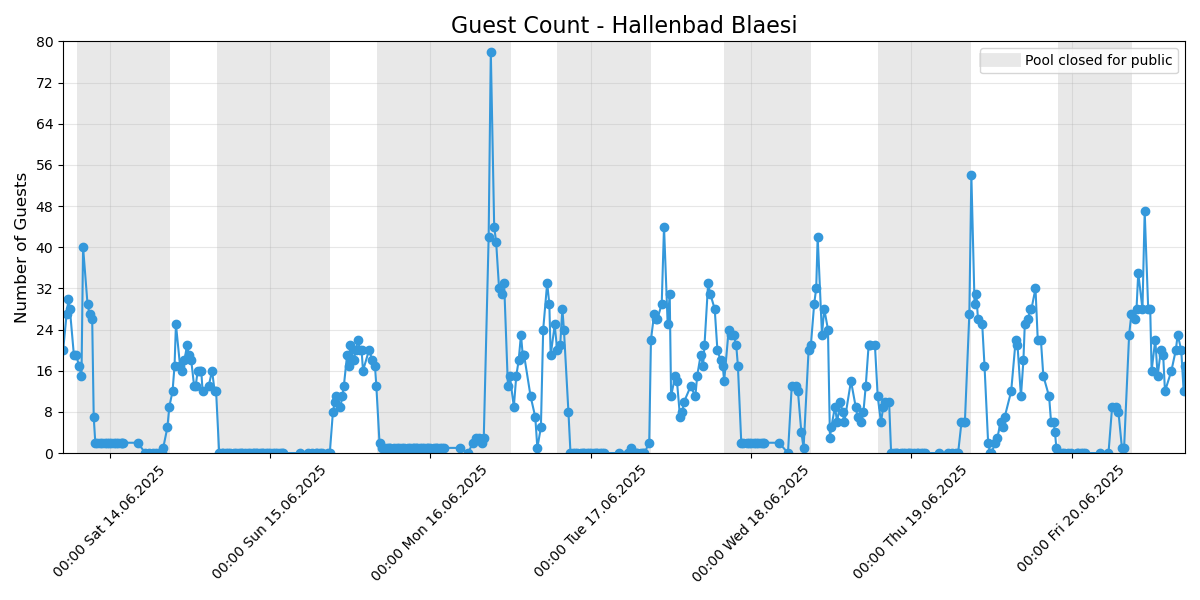 Guest Count - Hallenbad Blaesi
Number of Guests
80
72
64
56
48
40
32
24
16
8
0
Pool closed for public
00:00 Sat 14.06.2025
00:00 Sun 15.06.2025
00:00 Mon 16.06.2025
00:00 Tue 17.06.2025
00:00 Wed 18.06.2025
00:00 Thu 19.06.2025
00:00 Fri 20.06.2025